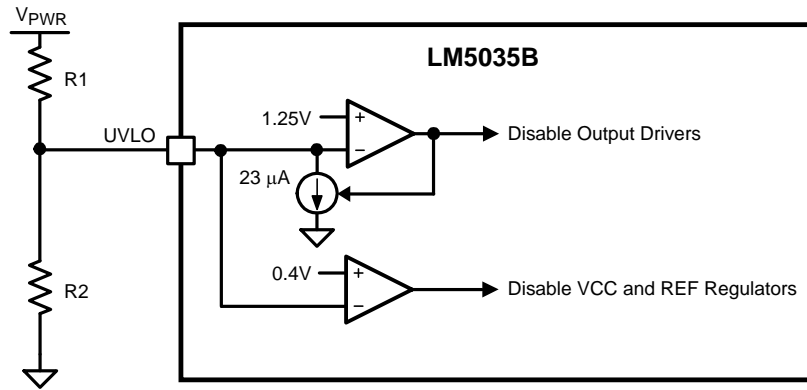 VPWR
LM5035B
R1
1.25V
+
−
Disable Output Drivers
UVLO
23 μA
0.4V
+
−
Disable VCC and REF Regulators
R2